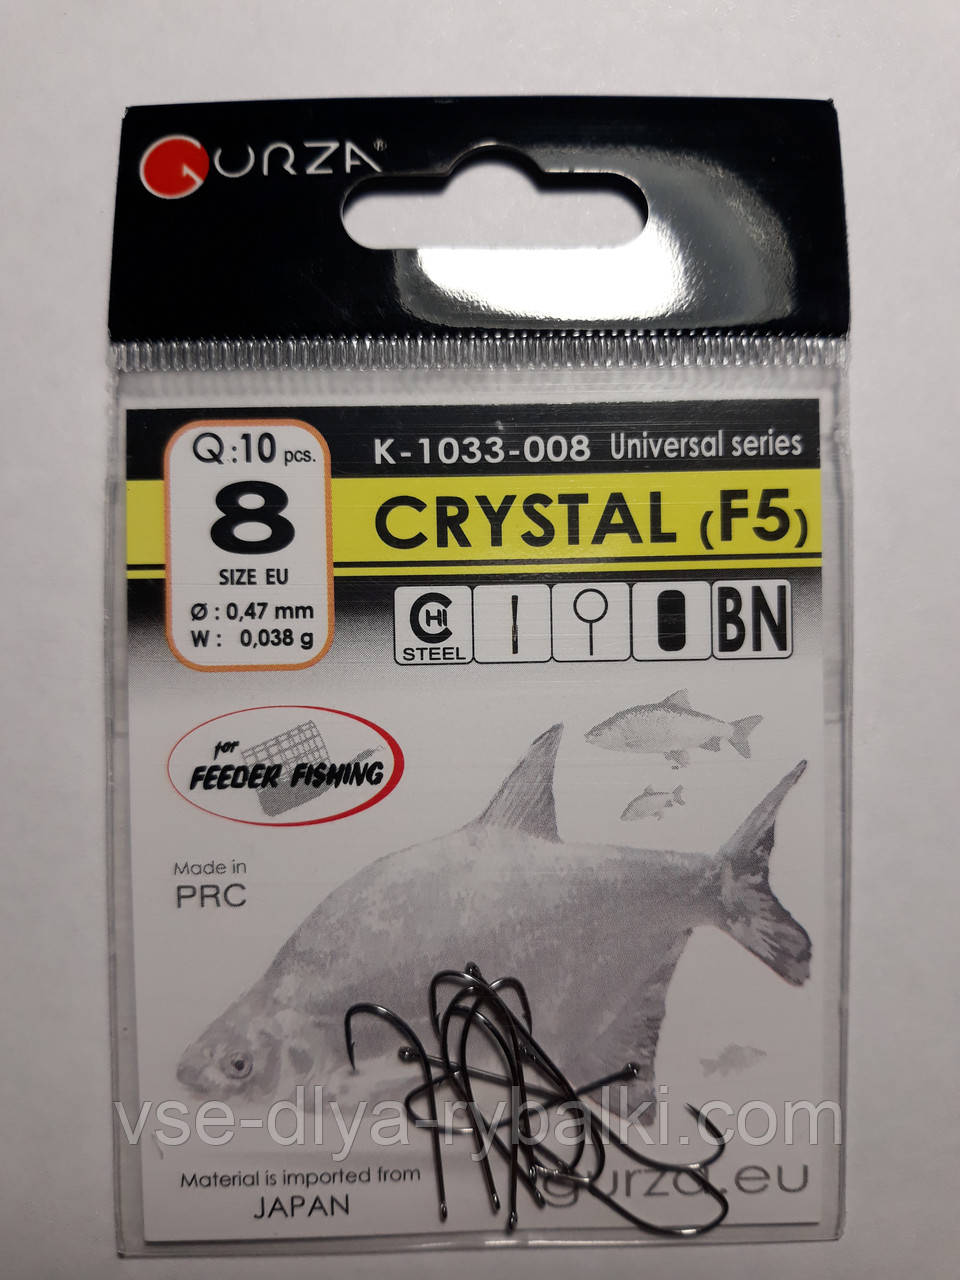 GURZA®
Q:10 pcs.
8
SIZE EU
Ø : 0,47 mm
W : 0,038 g
K-1033-008 Universal series
CRYSTAL (F5)
CHI
STEEL
BN
for
FEEDER FISHING
Made in
PRC
vse-dlya-rybalki.com
gurza.eu
Material is imported from
JAPAN